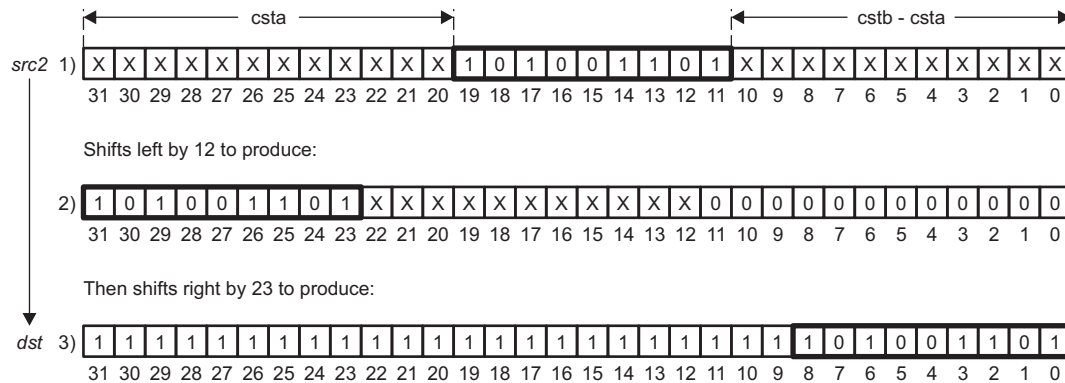 csta cstb - csta
src2 1) X X X X X X X X X X X X 1 0 1 0 0 1 1 0 1 X X X X X X X X X X X
31 30 29 28 27 26 25 24 23 22 21 20 19 18 17 16 15 14 13 12 11 10 9 8 7 6 5 4 3 2 1 0
Shifts left by 12 to produce:
2) 1 0 1 0 0 1 1 0 1 X X X X X X X X X X X 0 0 0 0 0 0 0 0 0 0 0 0
31 30 29 28 27 26 25 24 23 22 21 20 19 18 17 16 15 14 13 12 11 10 9 8 7 6 5 4 3 2 1 0
Then shifts right by 23 to produce:
dst 3) 1 1 1 1 1 1 1 1 1 1 1 1 1 1 1 1 1 1 1 1 1 1 1 1 0 1 0 0 1 1 0 1
31 30 29 28 27 26 25 24 23 22 21 20 19 18 17 16 15 14 13 12 11 10 9 8 7 6 5 4 3 2 1 0